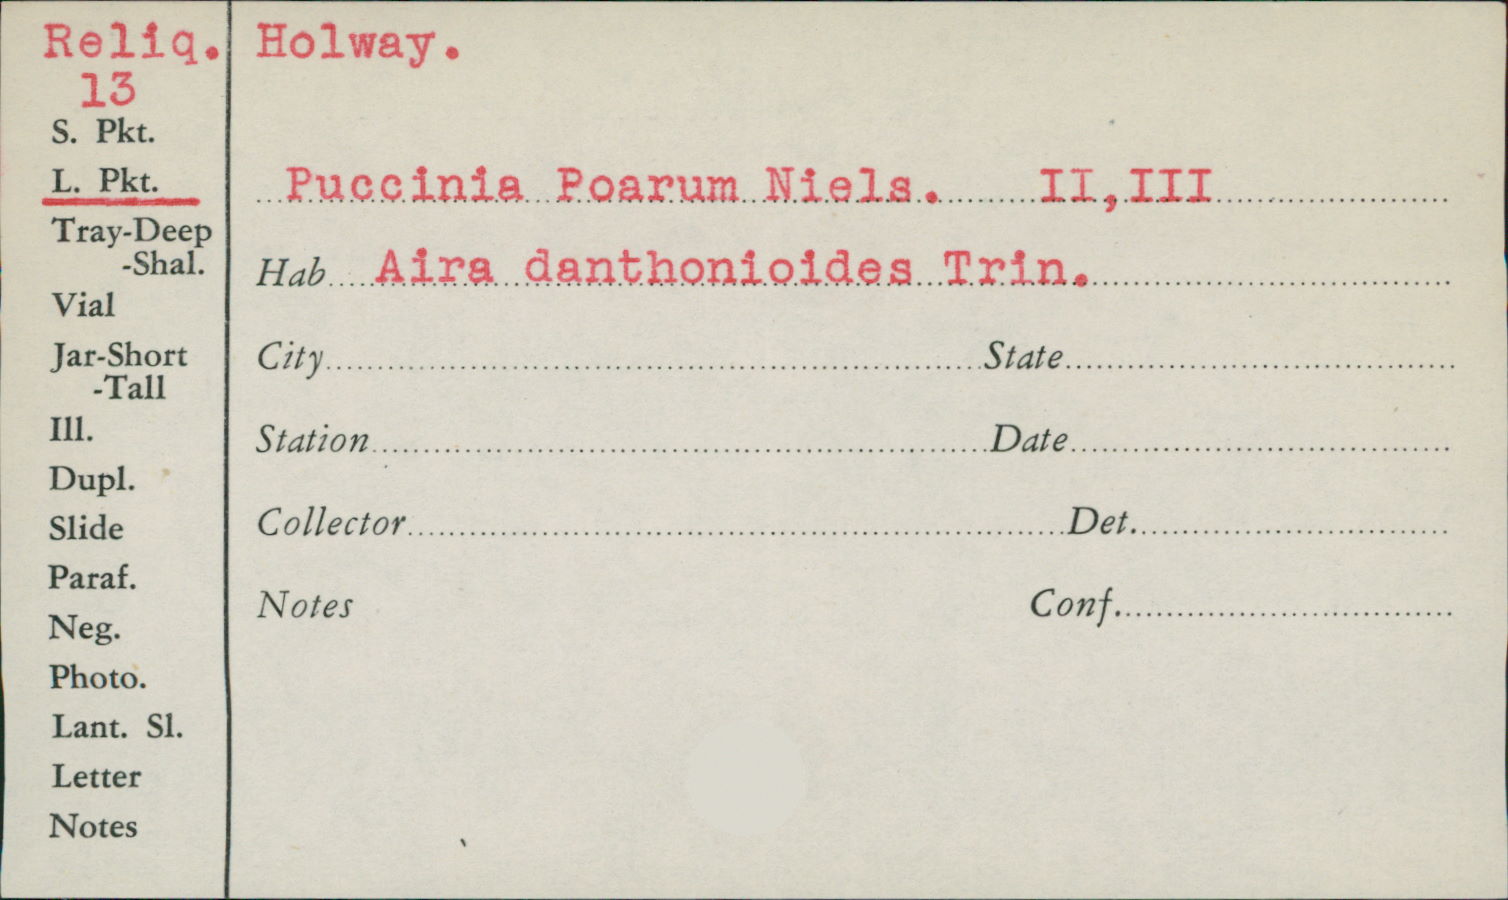 Reliq. Holway.
13
S. Pkt.
L. Pkt.
Puccinia Poarum Niels. II,III
Tray-Deep
-Shal.
Hab Aira danthonioides Trin.
Vial
Jar-Short
-Tall
City State
Ill.
Station Date
Dupl.
Slide
Collector Det.
Paraf.
Notes Conf.
Neg.
Photo.
Lant. Sl.
Letter
Notes